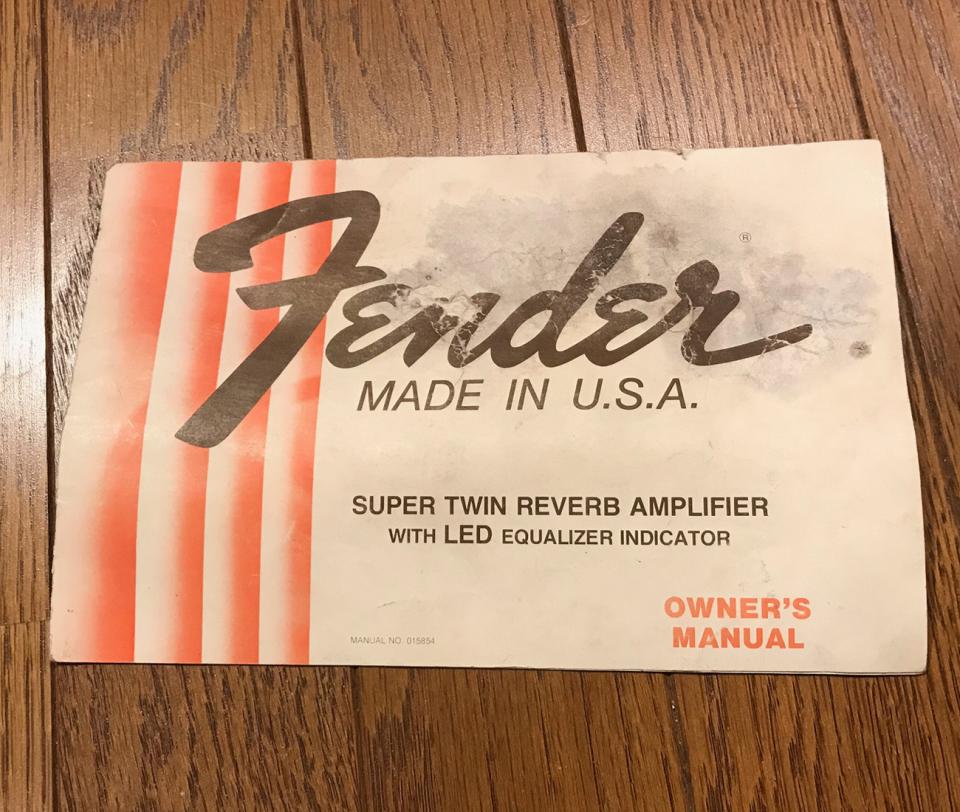 Fender®
MADE IN U.S.A.
SUPER TWIN REVERB AMPLIFIER
WITH LED EQUALIZER INDICATOR
OWNER'S
MANUAL
MANUAL NO. 015854